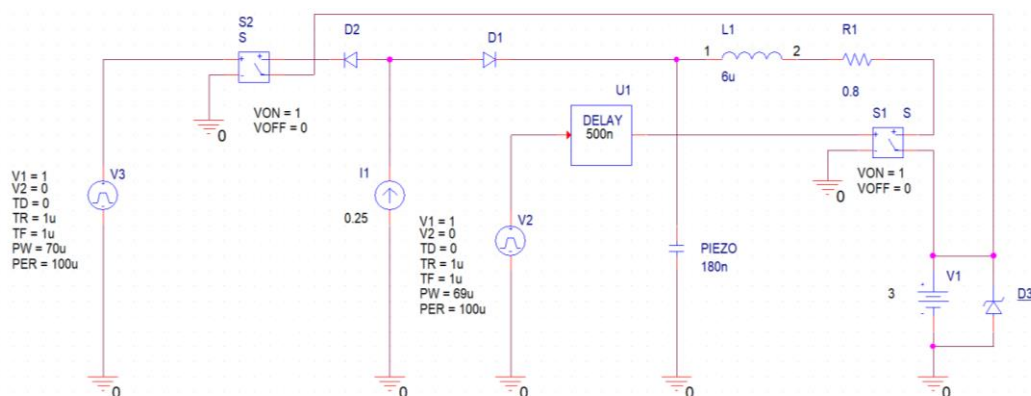 S2
S
D2
D1
L1
R1
1
2
6u
0.8
U1
DELAY
500n
S1 S
0
VON = 1
VOFF = 0
0
VON = 1
VOFF = 0
V3
V1 = 1
V2 = 0
TD = 0
TR = 1u
TF = 1u
PW = 70u
PER = 100u
I1
0.25
V1 = 1
V2 = 0
TD = 0
TR = 1u
TF = 1u
PW = 69u
PER = 100u
V2
PIEZO
180n
3
V1
D3
0
0
0
0
0